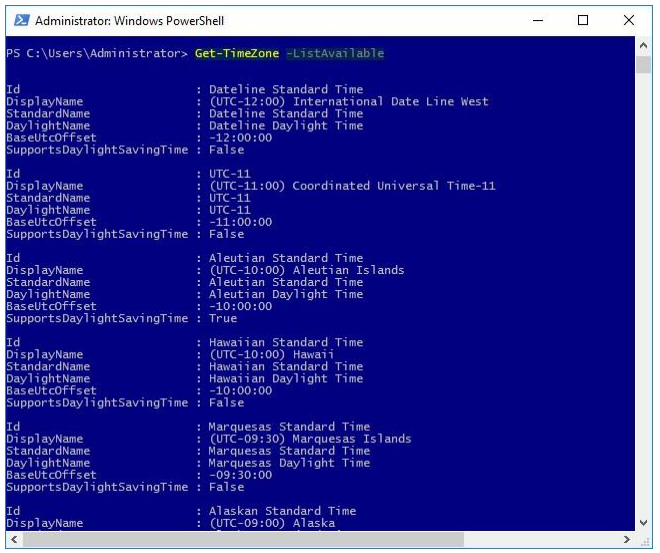 Administrator: Windows PowerShell
PS C:\Users\Administrator> Get-TimeZone -ListAvailable
Id : Dateline Standard Time
DisplayName : (UTC-12:00) International Date Line West
StandardName : Dateline Standard Time
DaylightName : Dateline Daylight Time
BaseUtcOffset : -12:00:00
SupportsDaylightSavingTime : False
Id : UTC-11
DisplayName : (UTC-11:00) Coordinated Universal Time-11
StandardName : UTC-11
DaylightName : UTC-11
BaseUtcOffset : -11:00:00
SupportsDaylightSavingTime : False
Id : Aleutian Standard Time
DisplayName : (UTC-10:00) Aleutian Islands
StandardName : Aleutian Standard Time
DaylightName : Aleutian Daylight Time
BaseUtcOffset : -10:00:00
SupportsDaylightSavingTime : True
Id : Hawaiian Standard Time
DisplayName : (UTC-10:00) Hawaii
StandardName : Hawaiian Standard Time
DaylightName : Hawaiian Daylight Time
BaseUtcOffset : -10:00:00
SupportsDaylightSavingTime : False
Id : Marquesas Standard Time
DisplayName : (UTC-09:30) Marquesas Islands
StandardName : Marquesas Standard Time
DaylightName : Marquesas Daylight Time
BaseUtcOffset : -09:30:00
SupportsDaylightSavingTime : False
Id : Alaskan Standard Time
DisplayName : (UTC-09:00) Alaska